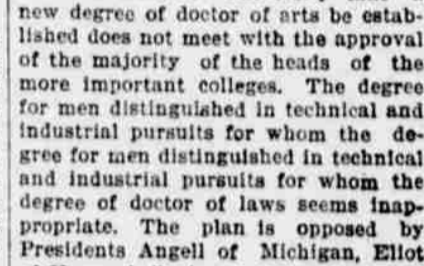 new degree of doctor of arts be estab-
lished does not meet with the approval
of the majority of the heads of the
more important colleges. The degree
for men distinguished in technical and
industrial pursuits for whom the de-
gree for men distinguished in technical
and industrial pursuits for whom the
degree of doctor of laws seems inap-
propriate. The plan is opposed by
Presidents Angell of Michigan, Eliot